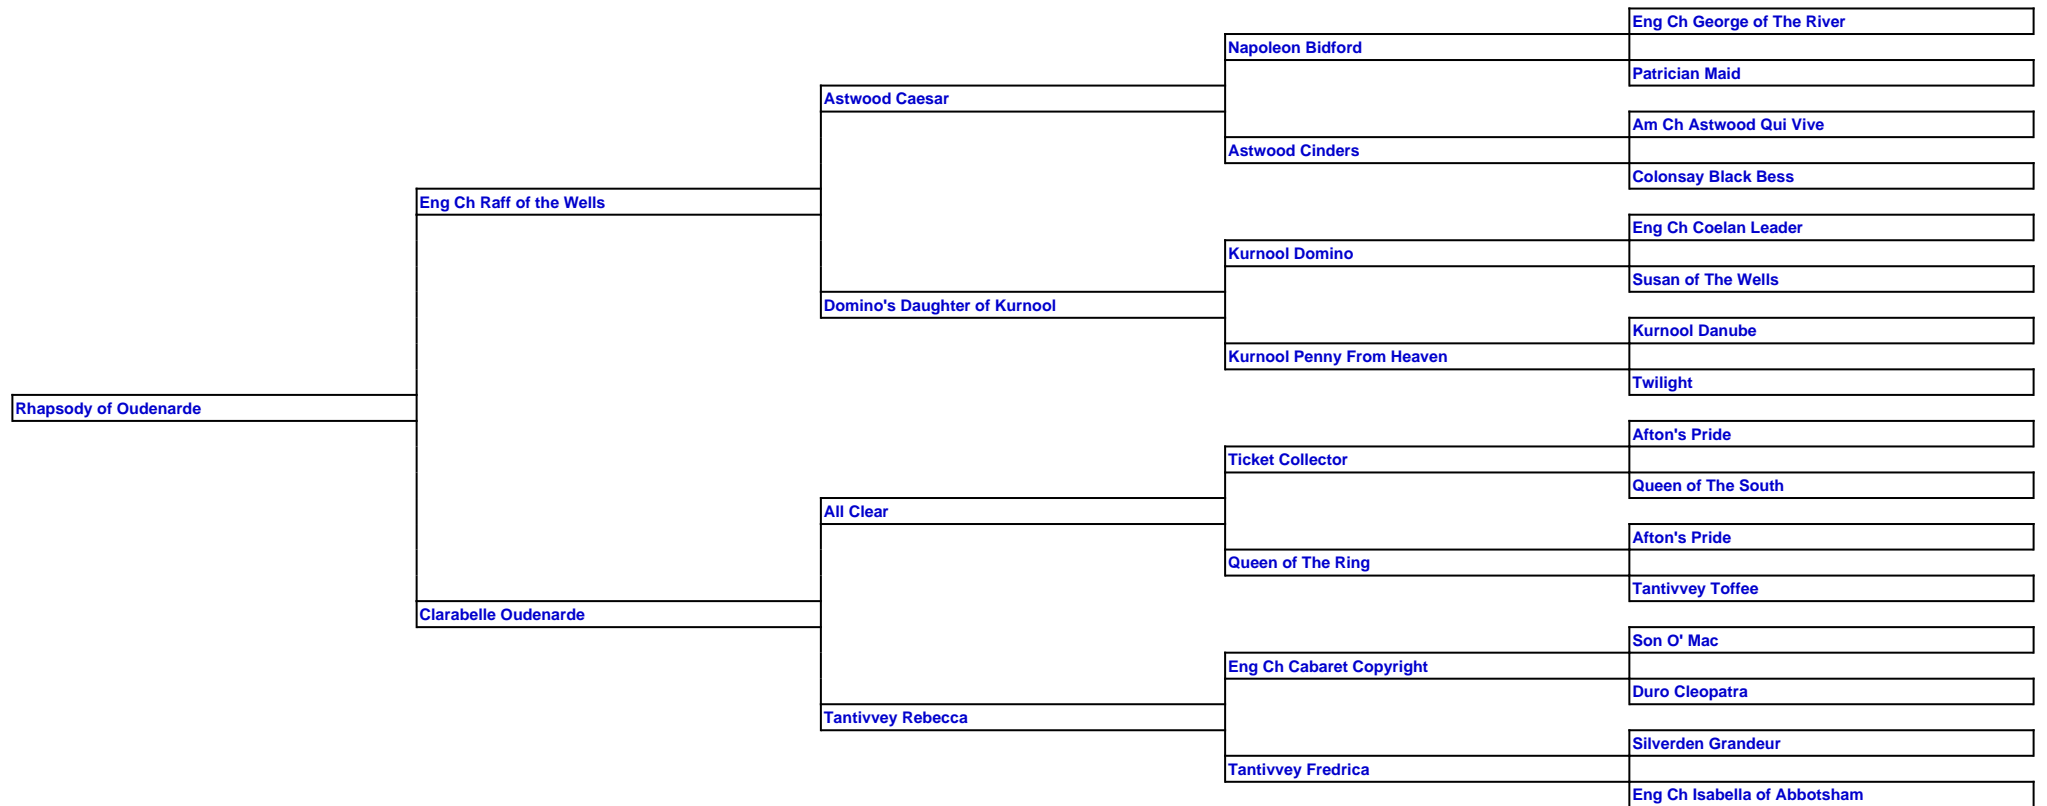 Eng Ch George of The River
Napoleon Bidford
Patrician Maid
Astwood Caesar
Am Ch Astwood Qui Vive
Astwood Cinders
Colonsay Black Bess
Eng Ch Raff of the Wells
Eng Ch Coelan Leader
Kurnool Domino
Susan of The Wells
Domino's Daughter of Kurnool
Kurnool Danube
Kurnool Penny From Heaven
Twilight
Rhapsody of Oudenarde
Afton's Pride
Ticket Collector
Queen of The South
All Clear
Afton's Pride
Queen of The Ring
Tantivvey Toffee
Clarabelle Oudenarde
Son O' Mac
Eng Ch Cabaret Copyright
Duro Cleopatra
Tantivvey Rebecca
Silverden Grandeur
Tantivvey Fredrica
Eng Ch Isabella of Abbotsham